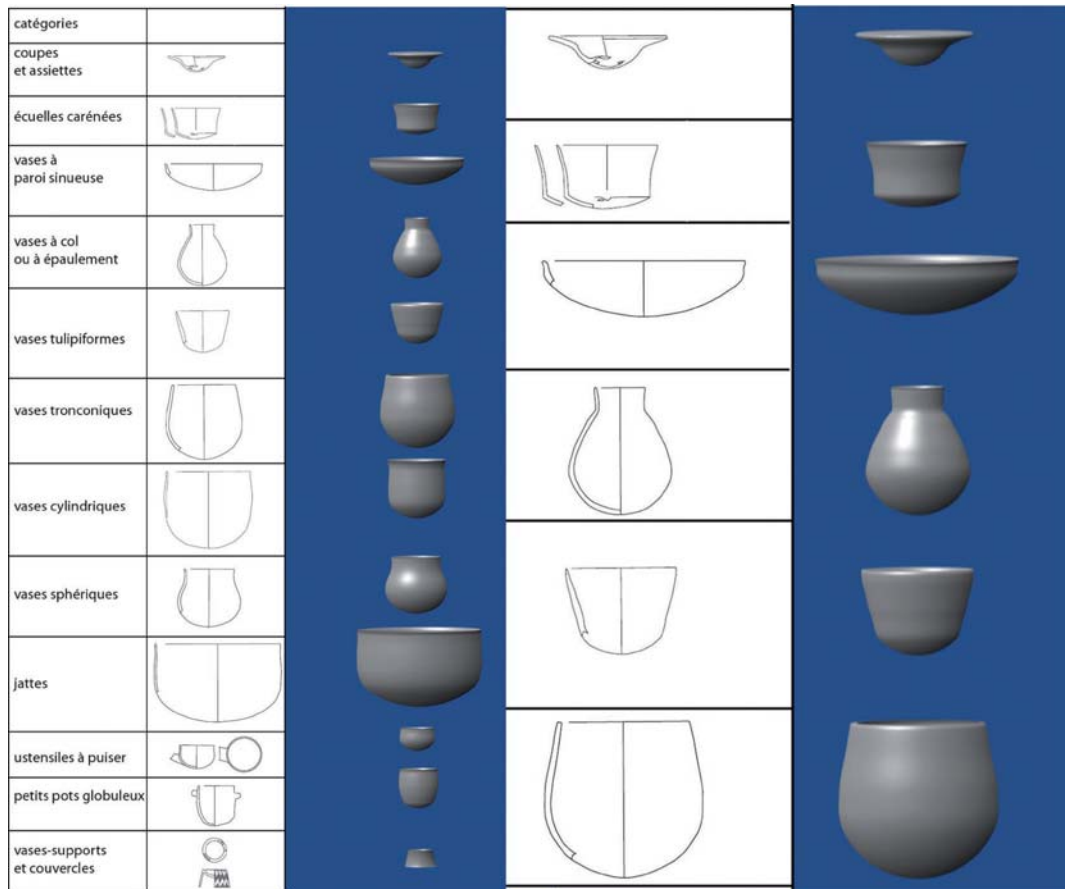 catégories
coupes
et assiettes
écuelles carénées
vases à
paroi sinueuse
vases à col
ou à épaulement
vases tulipiformes
vases tronconiques
vases cylindriques
vases sphériques
jattes
ustensiles à puiser
petits pots globuleux
vases-supports
et couvercles